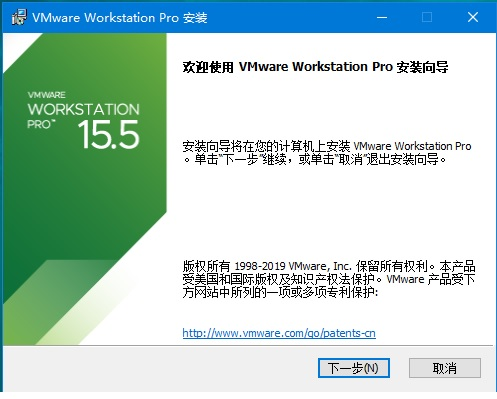 VMware Workstation Pro 安装
VMWARE
WORKSTATION
PRO™
15.5
欢迎使用 VMware Workstation Pro 安装向导
安装向导将在您的计算机上安装 VMware Workstation Pro
。单击“下一步”继续，或单击“取消”退出安装向导。
版权所有 1998-2019 VMware, Inc. 保留所有权利。本产品
受美国和国际版权及知识产权法保护。VMware 产品受下
方网站中所列的一项或多项专利保护:
http://www.vmware.com/go/patents-cn
下一步(N)
取消